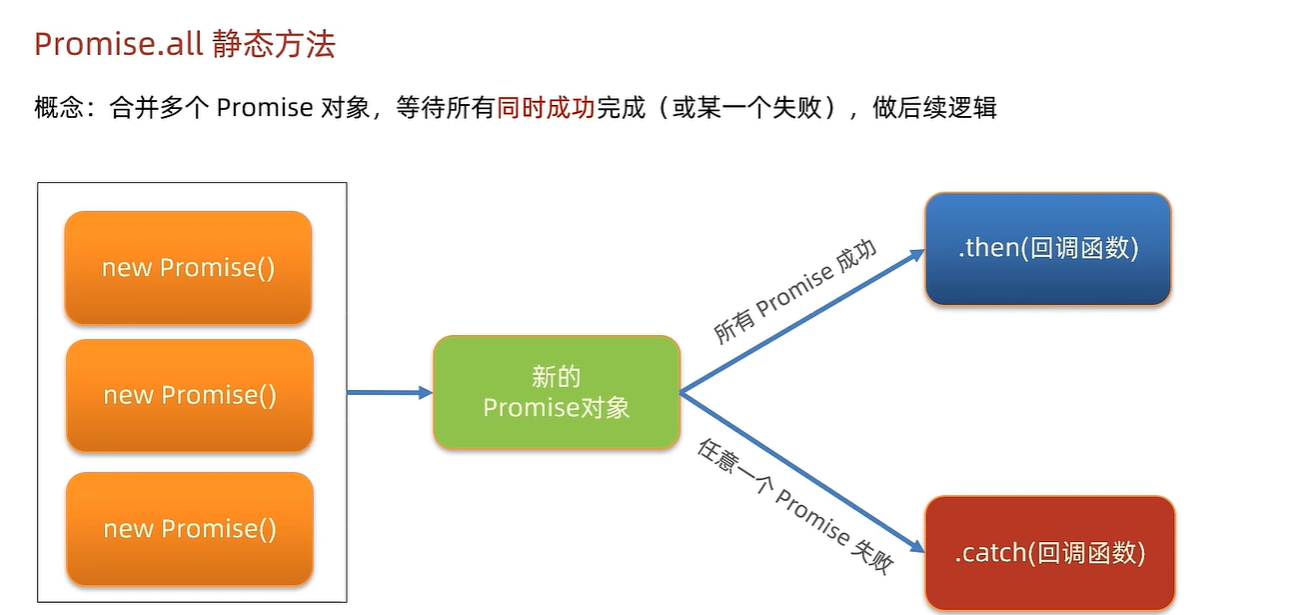 Promise.all 静态方法
概念：合并多个 Promise 对象，等待所有同时成功完成（或某一个失败），做后续逻辑
new Promise()
new Promise()
new Promise()
新的
Promise对象
所有 Promise 成功
任意一个 Promise 失败
.then(回调函数)
.catch(回调函数)